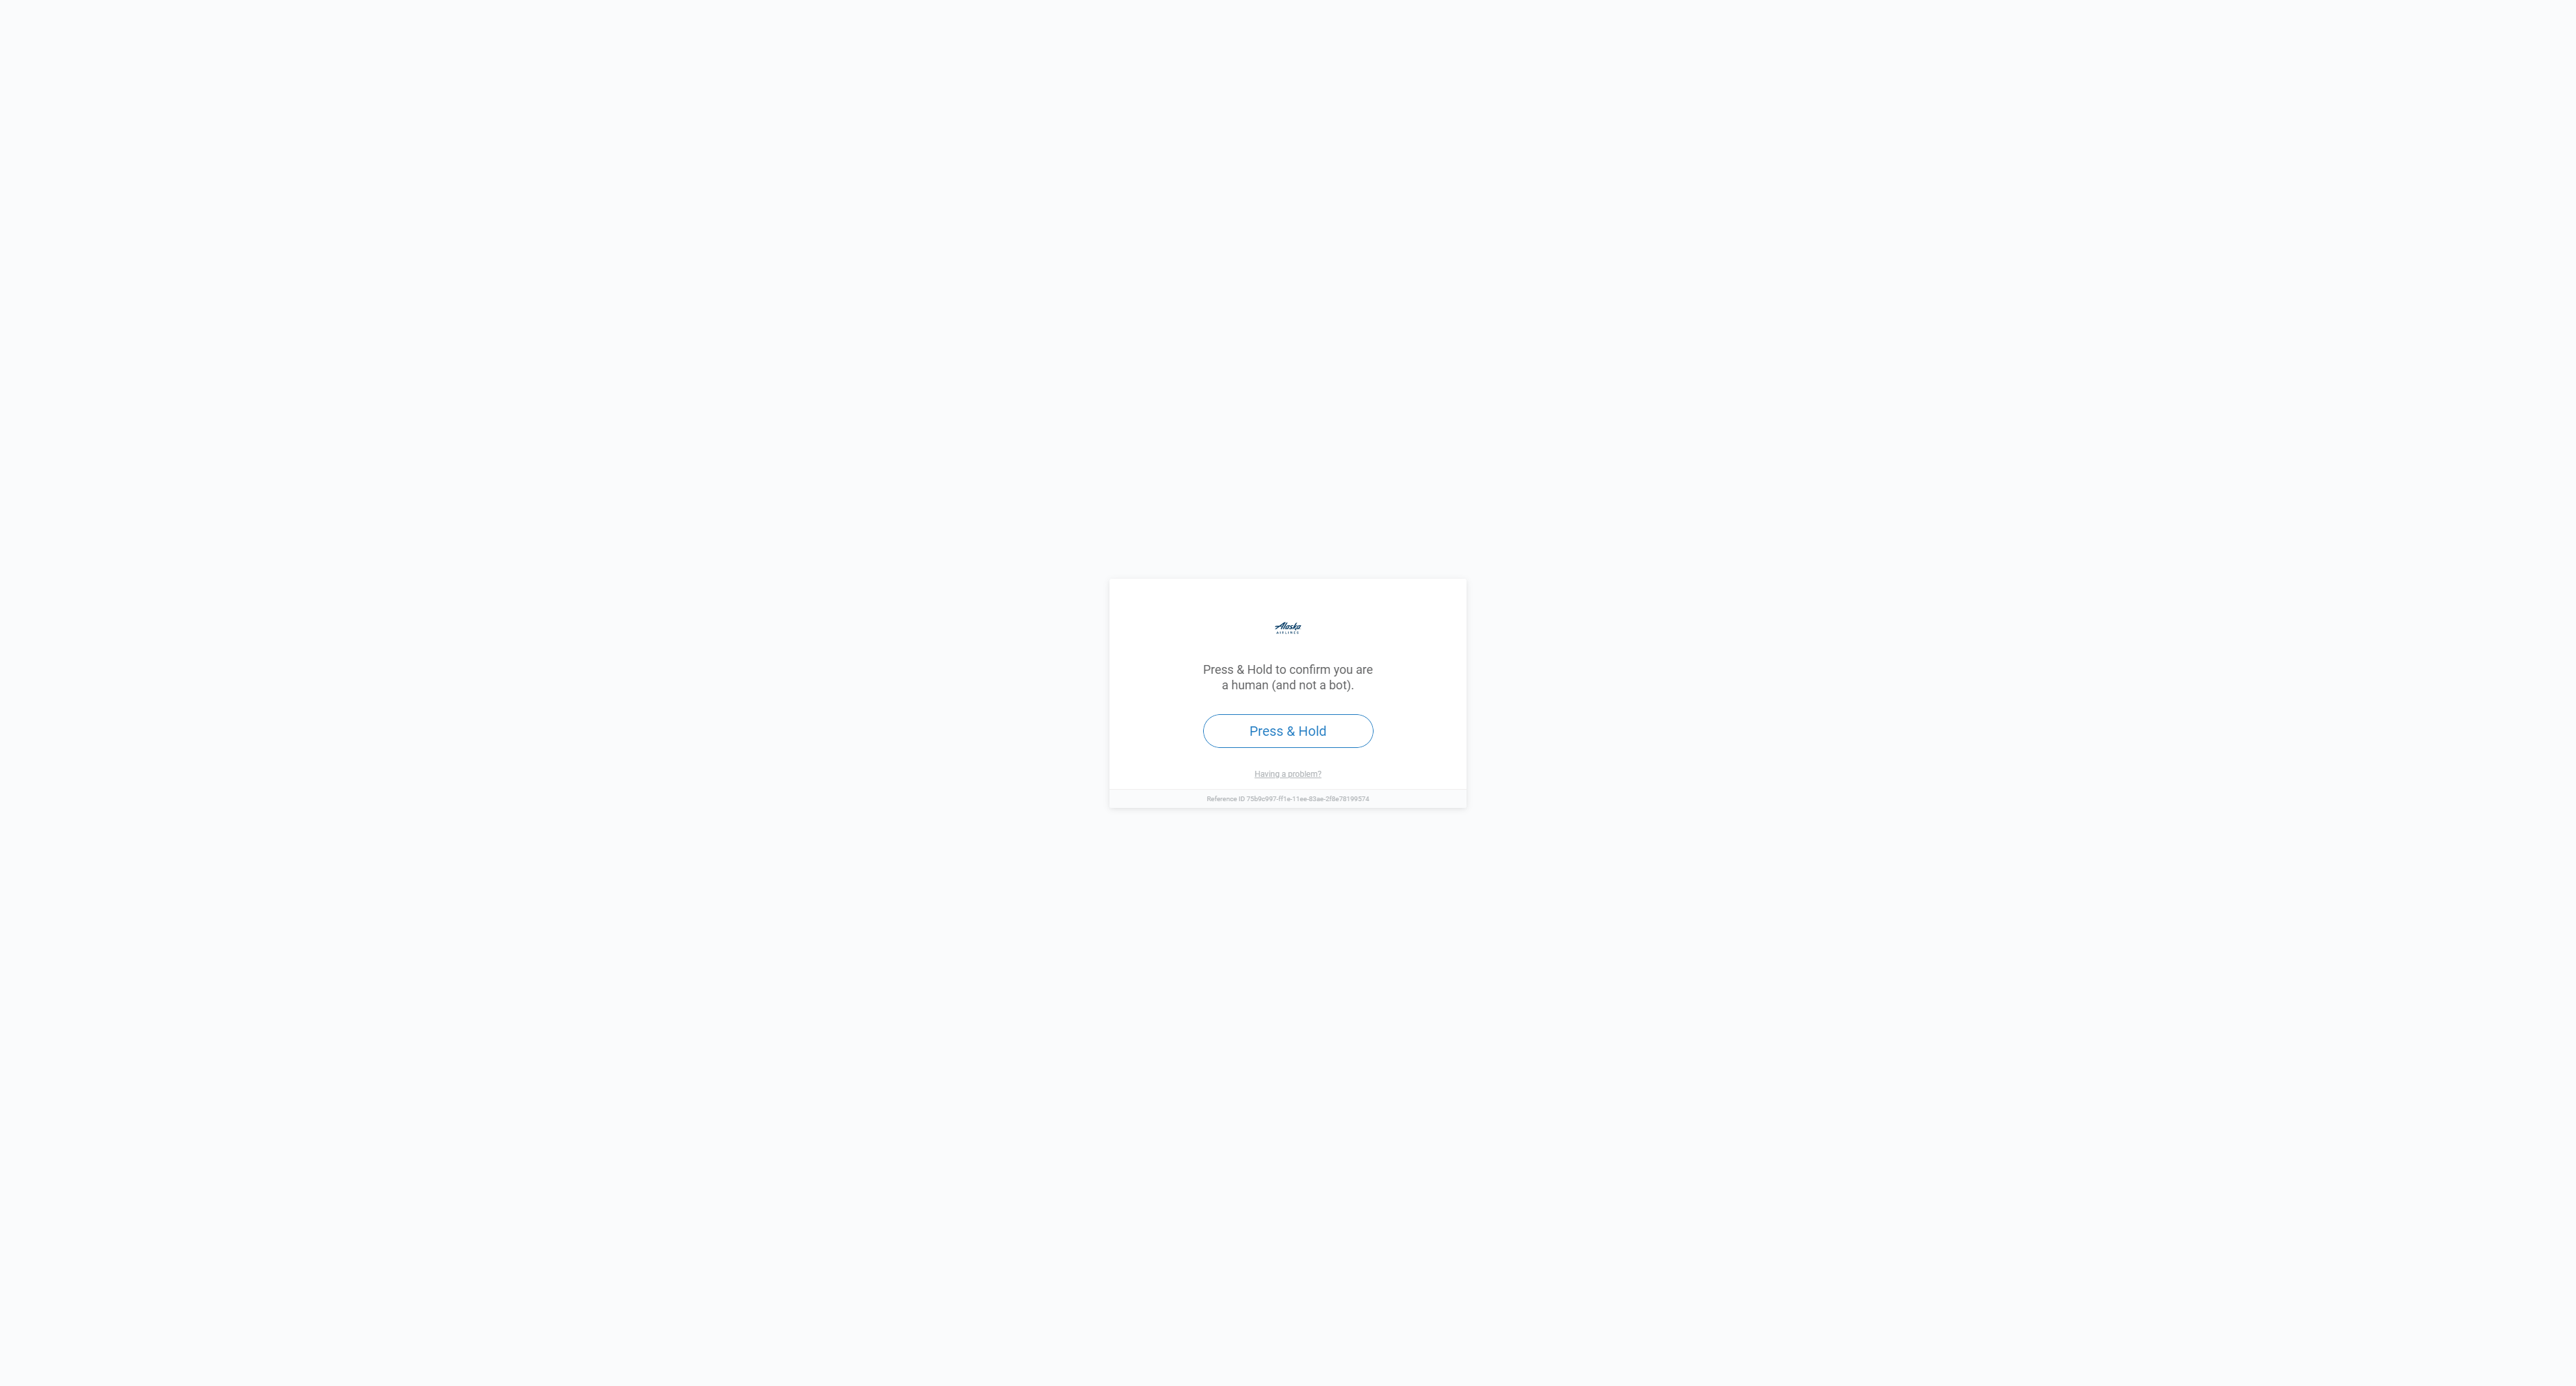 Alaska
AIRLINES
Press & Hold to confirm you are
a human (and not a bot).
Press & Hold
Having a problem?
Reference ID 75b9c997-ff1e-11ee-83ae-2f8e78199574